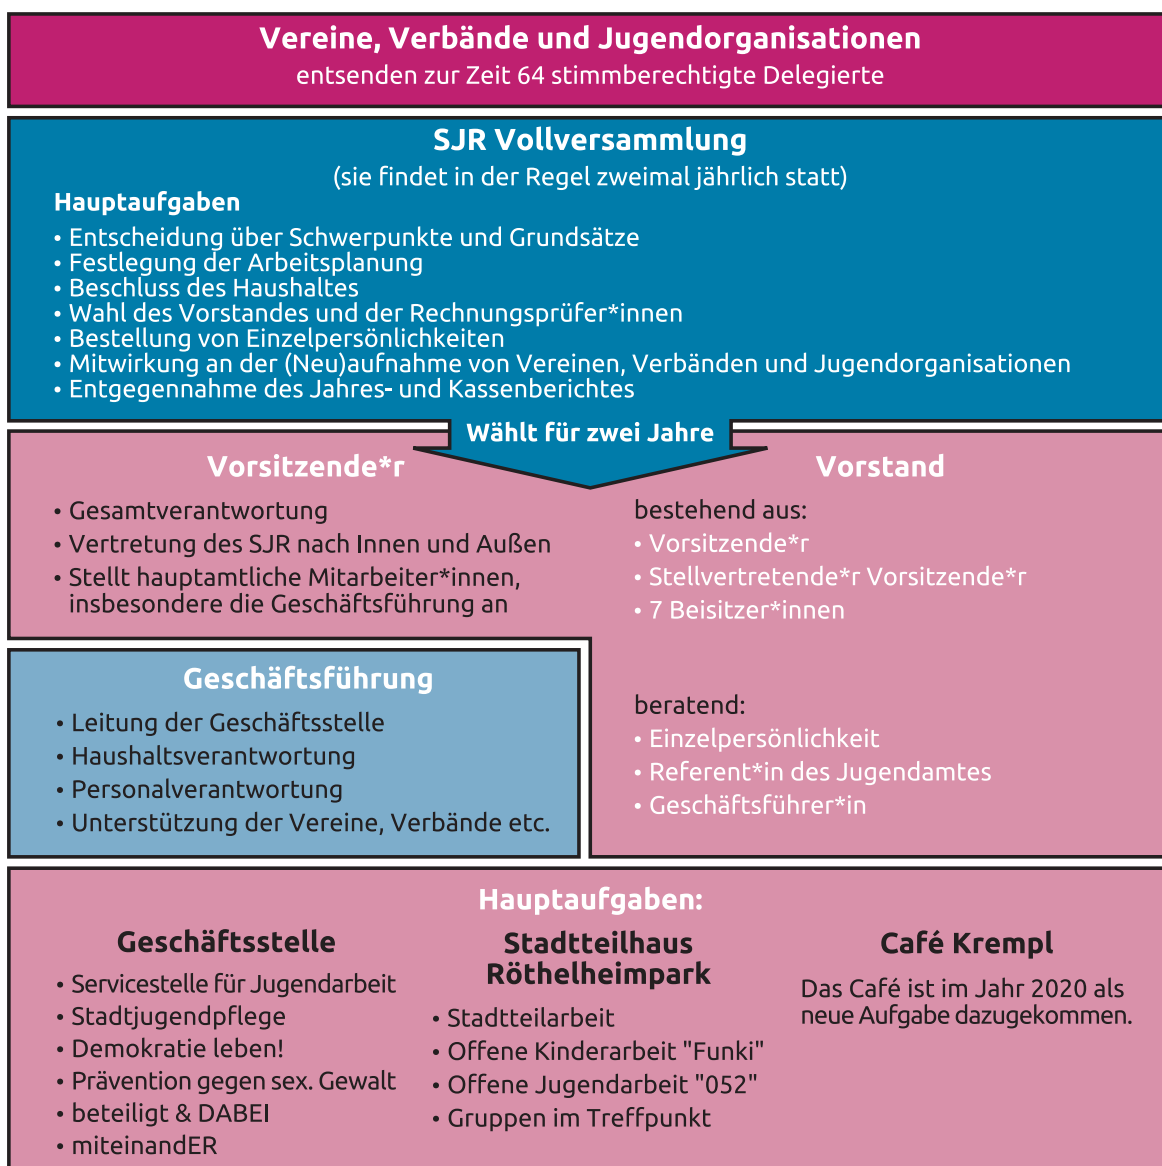 Vereine, Verbände und Jugendorganisationen
entsenden zur Zeit 64 stimmberechtigte Delegierte
SJR Vollversammlung
(sie findet in der Regel zweimal jährlich statt)
Hauptaufgaben
• Entscheidung über Schwerpunkte und Grundsätze
• Festlegung der Arbeitsplanung
• Beschluss des Haushaltes
• Wahl des Vorstandes und der Rechnungsprüfer*innen
• Bestellung von Einzelpersönlichkeiten
• Mitwirkung an der (Neu)aufnahme von Vereinen, Verbänden und Jugendorganisationen
• Entgegennahme des Jahres- und Kassenberichtes
Wählt für zwei Jahre
Vorsitzende*r
• Gesamtverantwortung
• Vertretung des SJR nach Innen und Außen
• Stellt hauptamtliche Mitarbeiter*innen,
insbesondere die Geschäftsführung an
Vorstand
bestehend aus:
• Vorsitzende*r
• Stellvertretende*r Vorsitzende*r
• 7 Beisitzer*innen
beratend:
• Einzelpersönlichkeit
• Referent*in des Jugendamtes
• Geschäftsführer*in
Geschäftsführung
• Leitung der Geschäftsstelle
• Haushaltsverantwortung
• Personalverantwortung
• Unterstützung der Vereine, Verbände etc.
Hauptaufgaben:
Geschäftsstelle
• Servicestelle für Jugendarbeit
• Stadtjugendpflege
• Demokratie leben!
• Prävention gegen sex. Gewalt
• beteiligt & DABEI
• miteinandER
Stadtteilhaus
Röthelheimpark
• Stadtteilarbeit
• Offene Kinderarbeit "Funki"
• Offene Jugendarbeit "052"
• Gruppen im Treffpunkt
Café Krempl
Das Café ist im Jahr 2020 als
neue Aufgabe dazugekommen.